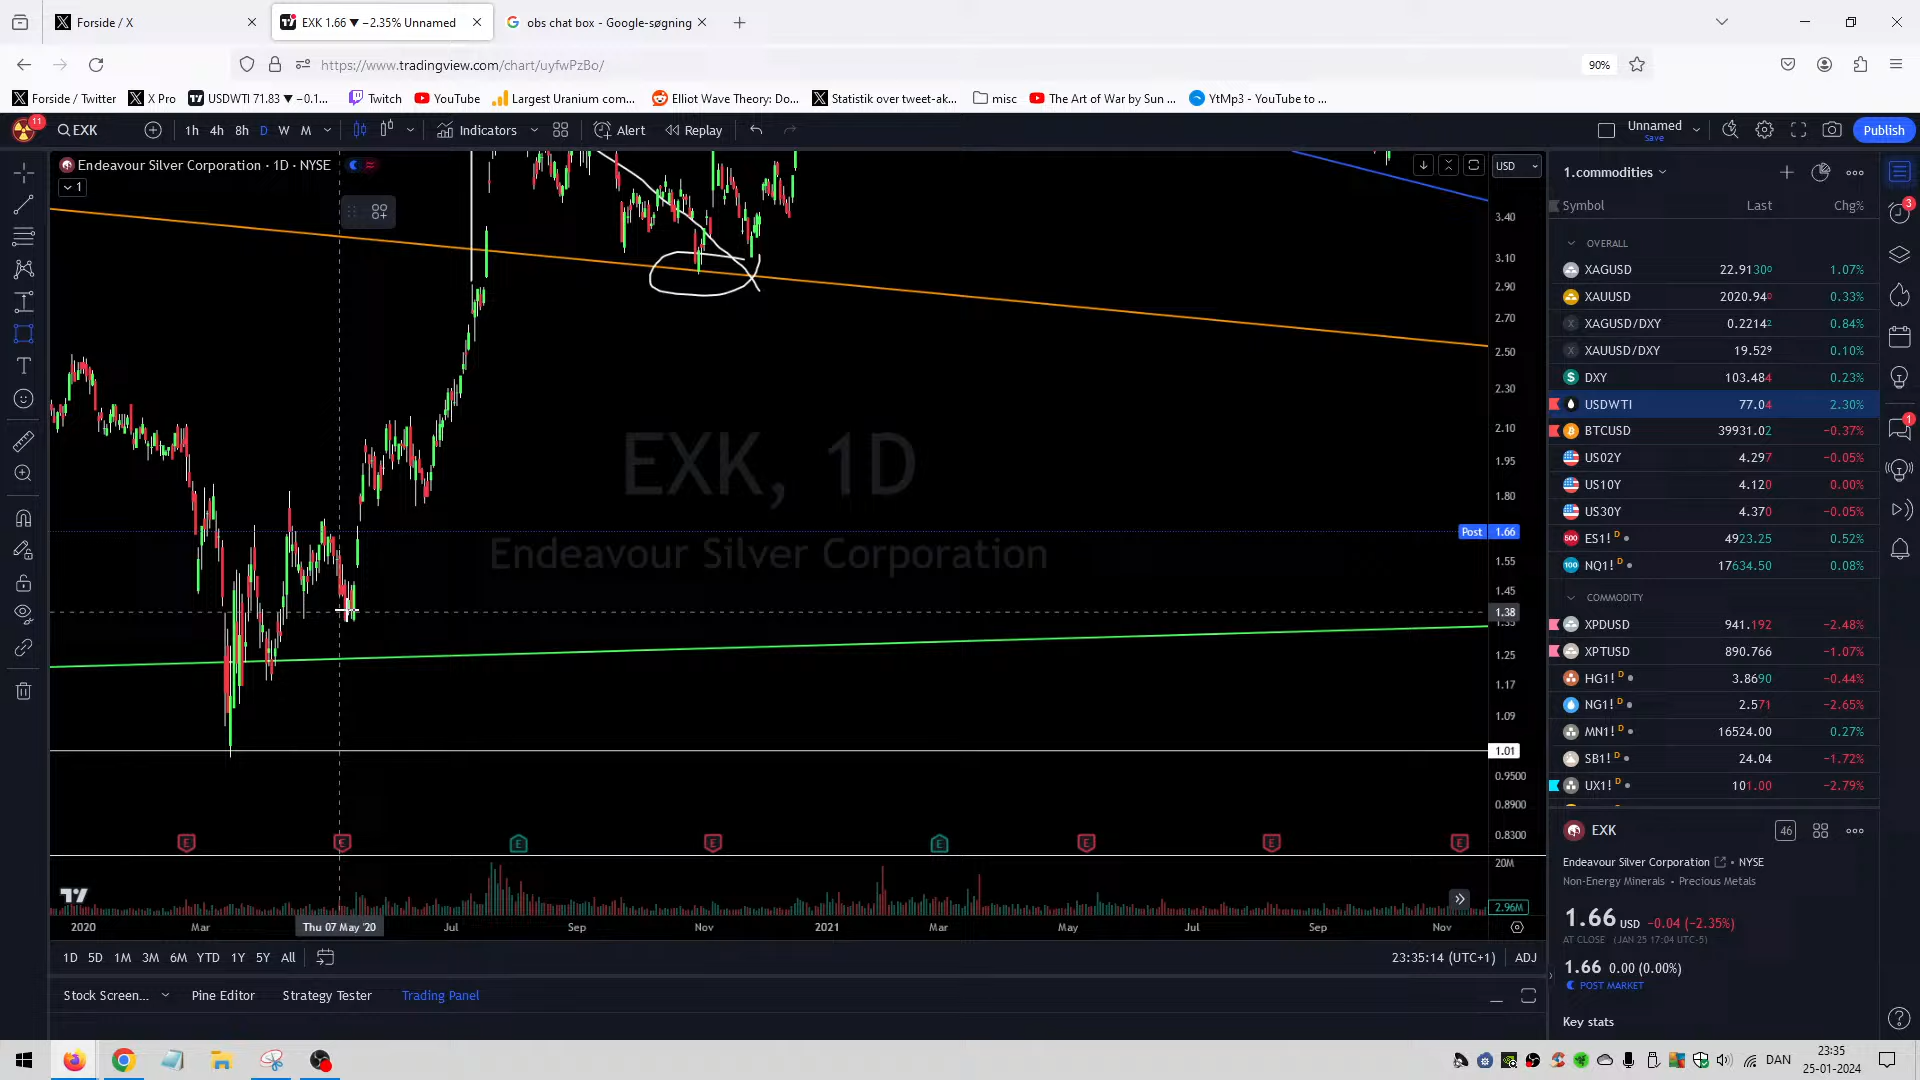 Forside / X
EXK 1.66 ▼ −2.35% Unnamed
obs chat box - Google-søgning
https://www.tradingview.com/chart/uyfwPzBo/
90%
Forside / Twitter
X Pro
USDWTI 71.83 ▼ −0.1...
Twitch
YouTube
Largest Uranium com...
Elliot Wave Theory: Do...
Statistik over tweet-ak...
misc
The Art of War by Sun ...
YtMp3 - YouTube to ...
11
EXK
1h 4h 8h D W M
Indicators
Alert
Replay
Unnamed
Save
Publish
Endeavour Silver Corporation · 1D · NYSE
1
USD
EXK, 1D
Endeavour Silver Corporation
3.40
3.10
2.90
2.70
2.50
2.30
2.10
1.95
1.80
Post 1.66
1.55
1.45
1.38
1.25
1.17
1.09
1.01
0.9500
0.8900
0.8300
20M
2.96M
E E E E E E E E
2020 Mar Thu 07 May '20 Jul Sep Nov 2021 Mar May Jul Sep Nov
1D 5D 1M 3M 6M YTD 1Y 5Y All
23:35:14 (UTC+1) ADJ
Stock Screen... Pine Editor Strategy Tester Trading Panel
1.commodities
Symbol Last Chg%
OVERALL
XAGUSD 22.9130 1.07%
XAUUSD 2020.940 0.33%
XAGUSD/DXY 0.22142 0.84%
XAUUSD/DXY 19.529 0.10%
DXY 103.484 0.23%
USDWTI 77.04 2.30%
BTCUSD 39931.02 −0.37%
US02Y 4.297 −0.05%
US10Y 4.120 0.00%
US30Y 4.370 −0.05%
ES1! D 4923.25 0.52%
NQ1! D 17634.50 0.08%
COMMODITY
XPDUSD 941.192 −2.48%
XPTUSD 890.766 −1.07%
HG1! D 3.8690 −0.44%
NG1! D 2.571 −2.65%
MN1! D 16524.00 0.27%
SB1! D 24.04 −1.72%
UX1! D 101.00 −2.79%
EXK
46
Endeavour Silver Corporation • NYSE
Non-Energy Minerals • Precious Metals
1.66 USD −0.04 (−2.35%)
AT CLOSE (JAN 25 17:04 UTC-5)
1.66 0.00 (0.00%)
POST MARKET
Key stats
3
1
DAN
23:35
25-01-2024